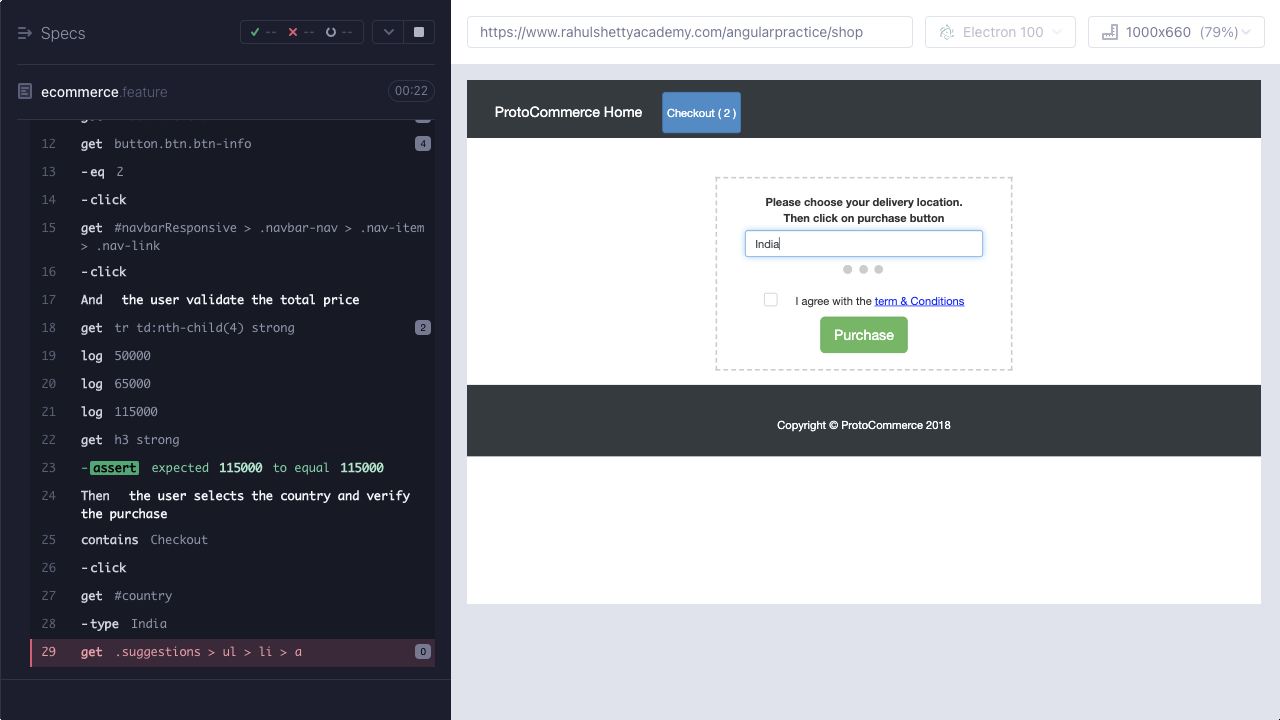 Specs
-- -- --
ecommerce.feature
00:22
12 get button.btn.btn-info 4
13 -eq 2
14 -click
15 get #navbarResponsive > .navbar-nav > .nav-item
> .nav-link
16 -click
17 And the user validate the total price
18 get tr td:nth-child(4) strong 2
19 log 50000
20 log 65000
21 log 115000
22 get h3 strong
23 -assert expected 115000 to equal 115000
24 Then the user selects the country and verify
the purchase
25 contains Checkout
26 -click
27 get #country
28 -type India
29 get .suggestions > ul > li > a 0
https://www.rahulshettyacademy.com/angularpractice/shop
Electron 100
1000x660 (79%)
ProtoCommerce Home
Checkout ( 2 )
Please choose your delivery location.
Then click on purchase button
India
I agree with the term & Conditions
Purchase
Copyright © ProtoCommerce 2018